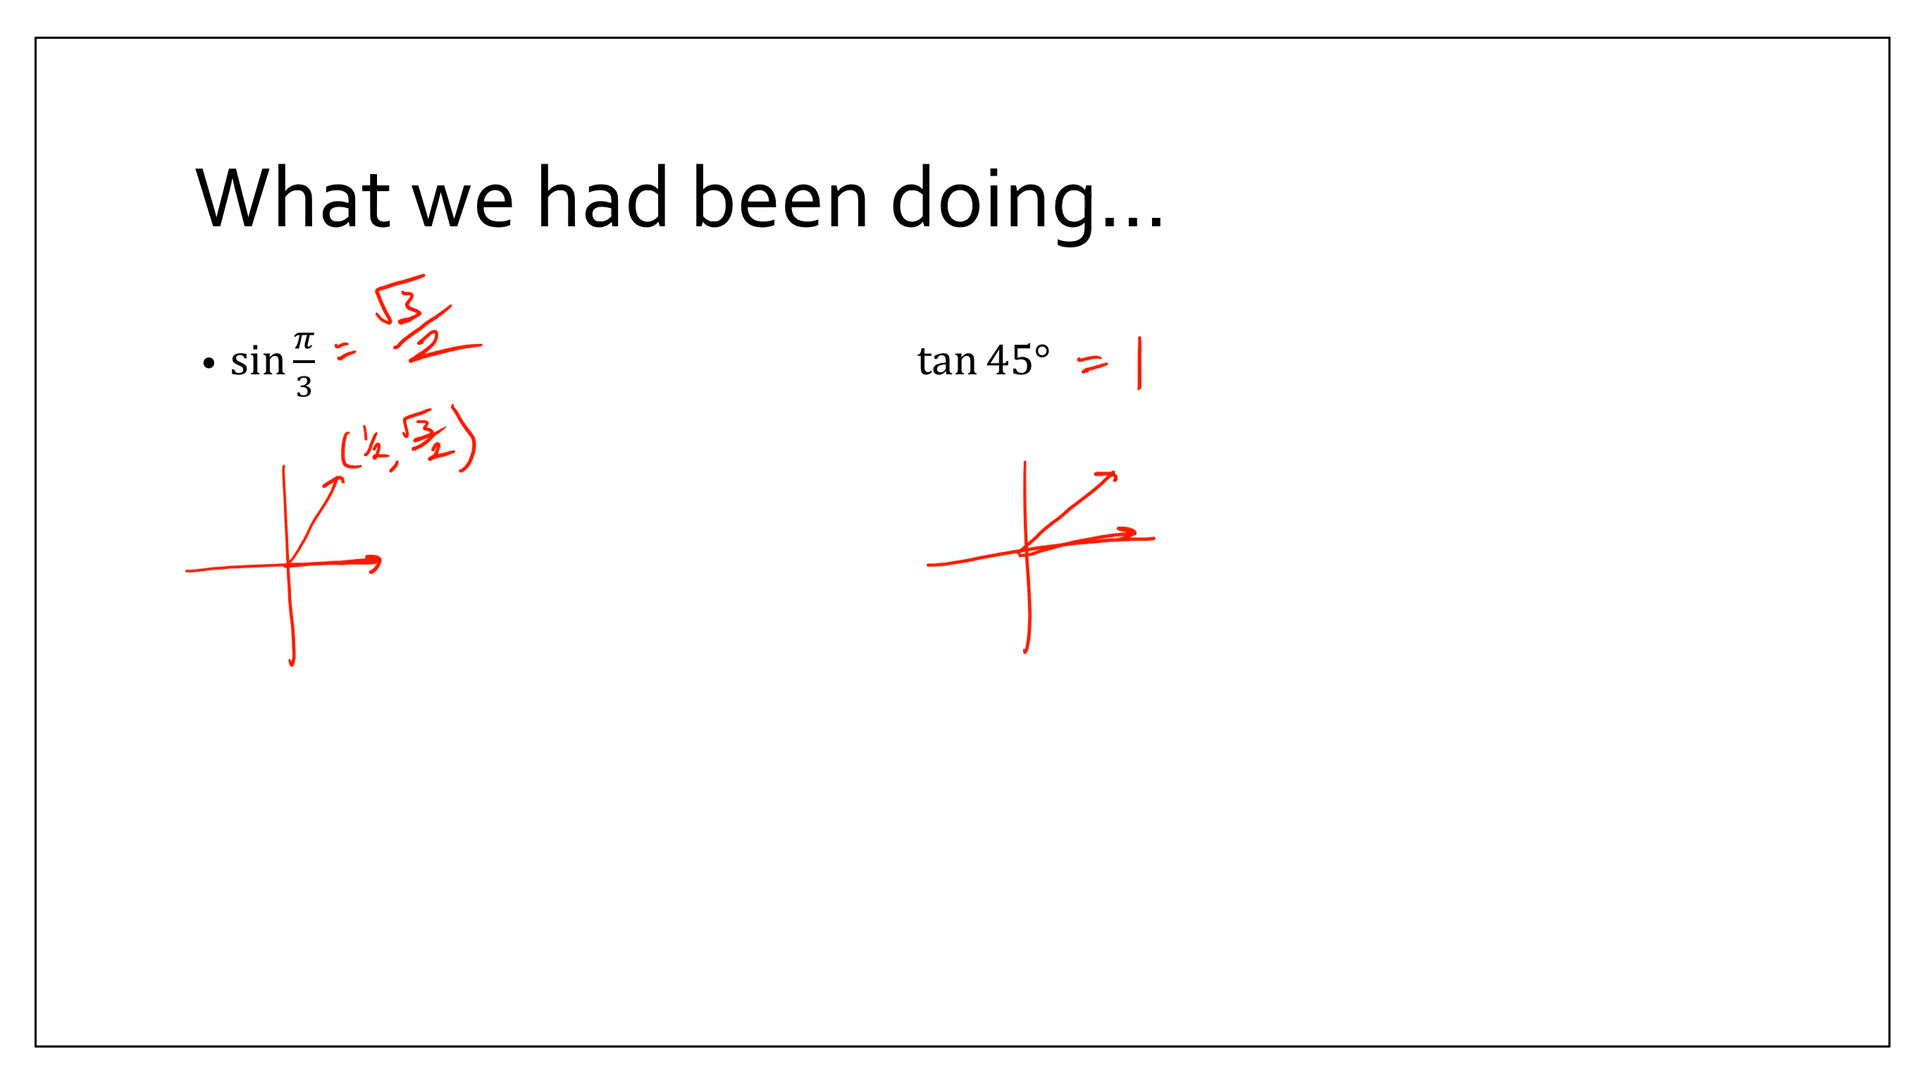 What we had been doing...
• sin π/3 = √3/2
(1/2, √3/2)
tan 45° = 1